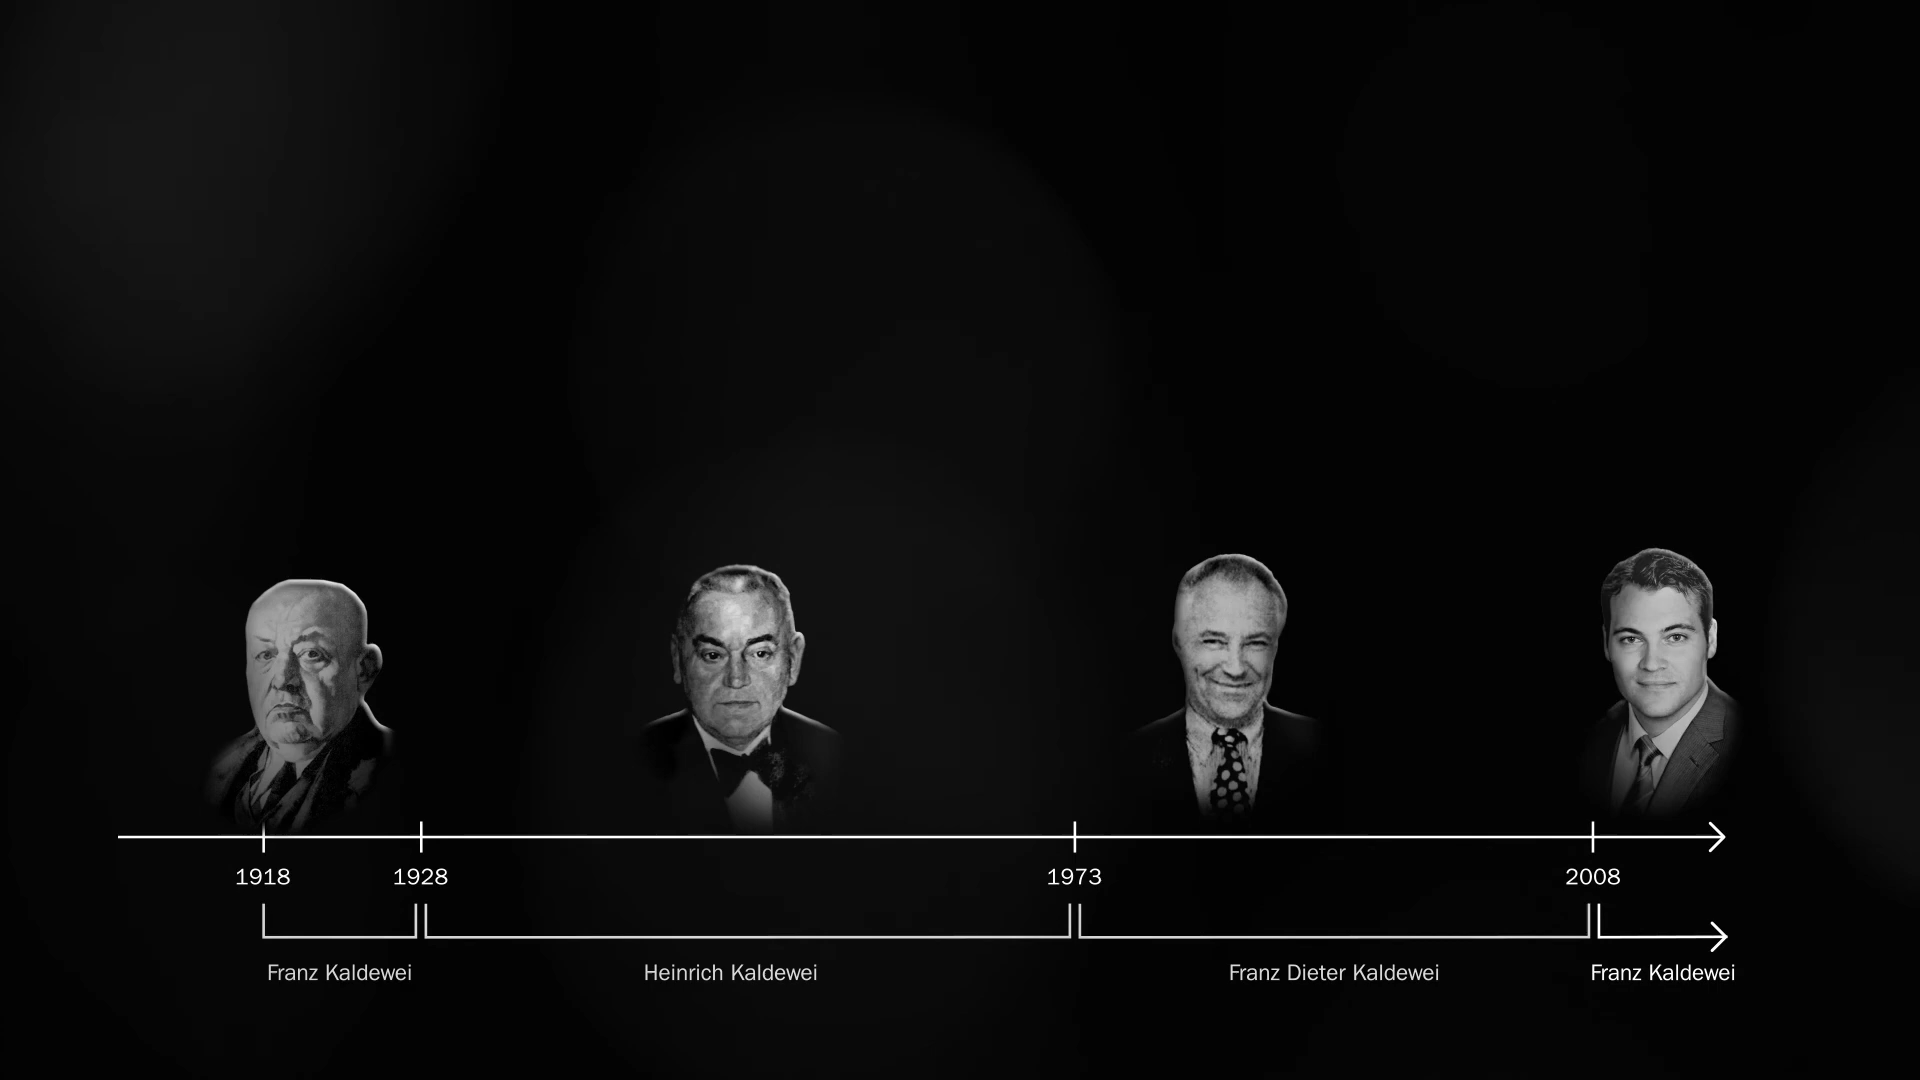 1918
1928
1973
2008
Franz Kaldewei
Heinrich Kaldewei
Franz Dieter Kaldewei
Franz Kaldewei